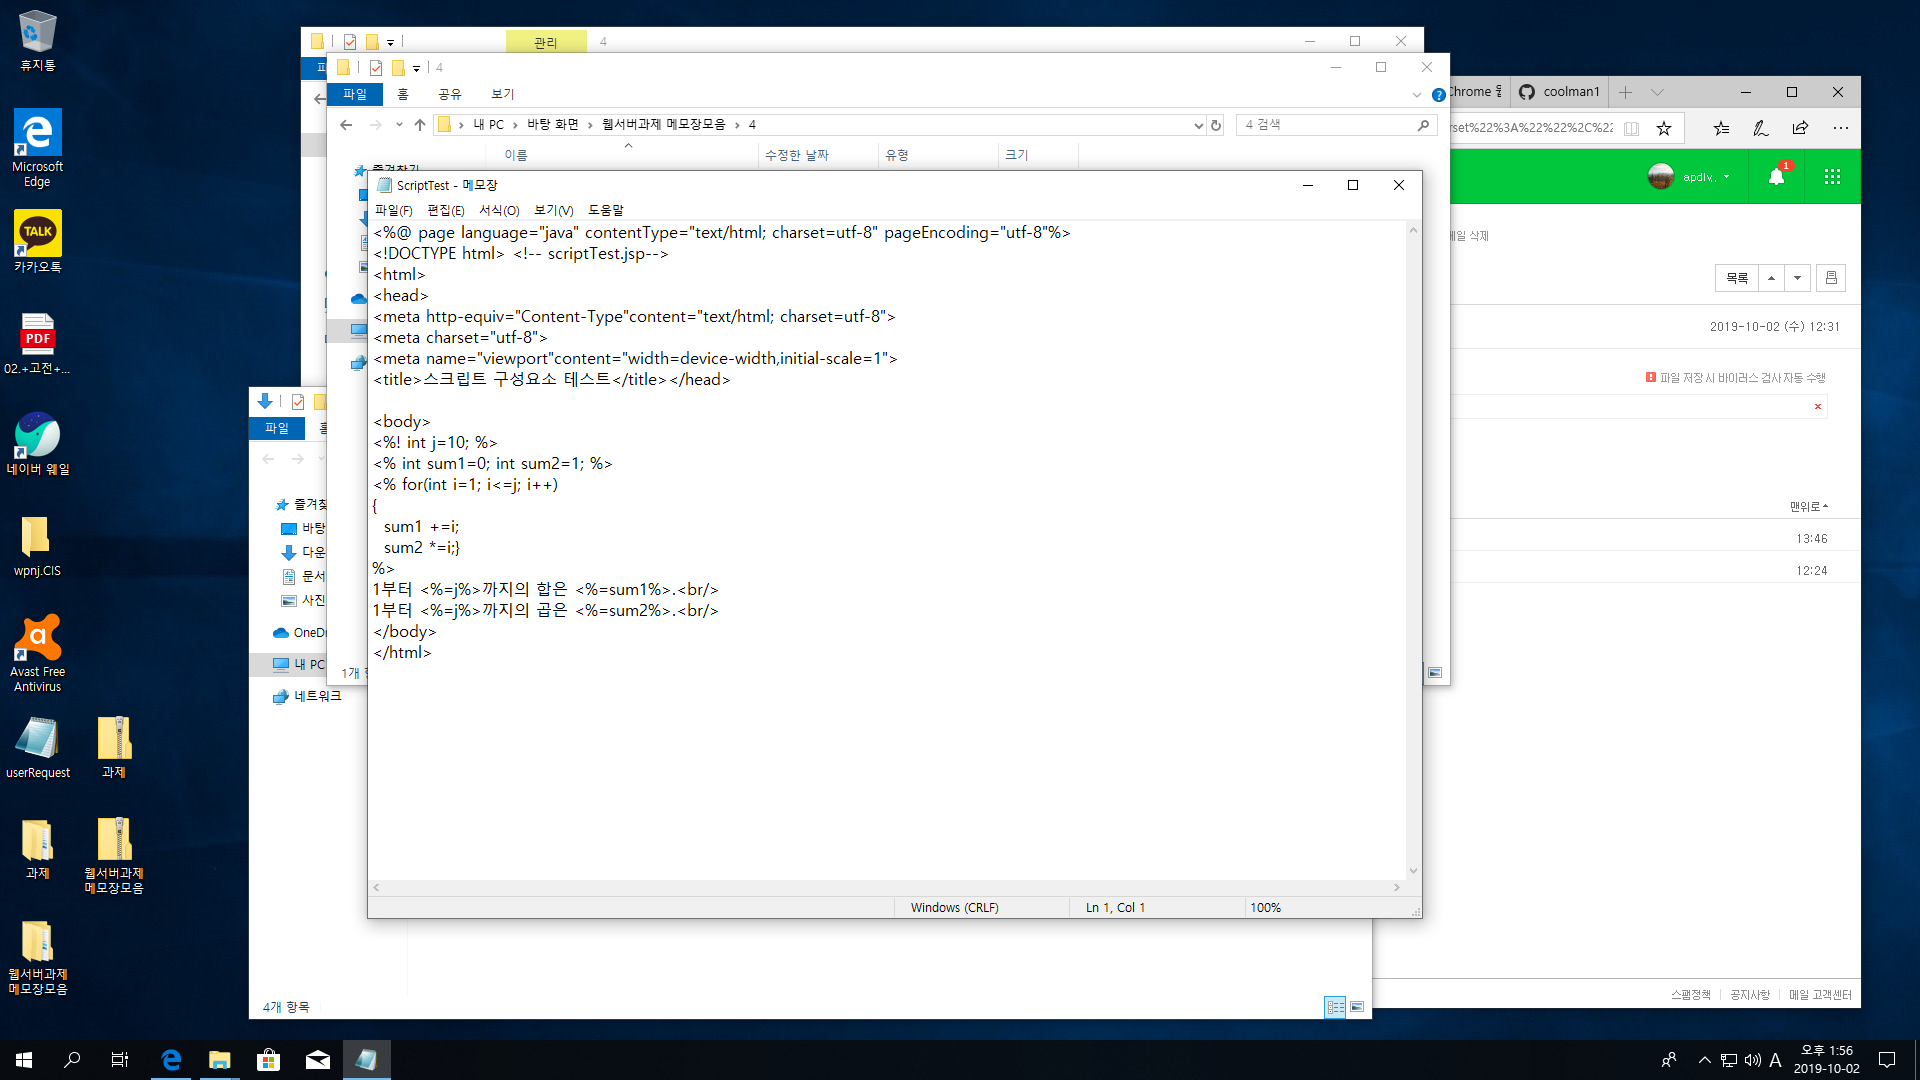 휴지통
Microsoft
Edge
카카오톡
02.+고전+...
네이버 웨일
wpnj.CIS
Avast Free
Antivirus
userRequest
과제
과제
웹서버과제
메모장모음
웹서버과제
메모장모음
관리
4
4
파일
홈
공유
보기
내 PC
바탕 화면
웹서버과제 메모장모음
4
4 검색
이름
수정한 날짜
유형
크기
ScriptTest - 메모장
파일(F)
편집(E)
서식(O)
보기(V)
도움말
<%@ page language="java" contentType="text/html; charset=utf-8" pageEncoding="utf-8"%>
<!DOCTYPE html> <!-- scriptTest.jsp-->
<html>
<head>
<meta http-equiv="Content-Type"content="text/html; charset=utf-8">
<meta charset="utf-8">
<meta name="viewport"content="width=device-width,initial-scale=1">
<title>스크립트 구성요소 테스트</title></head>
<body>
<%! int j=10; %>
<% int sum1=0; int sum2=1; %>
<% for(int i=1; i<=j; i++)
{
sum1 +=i;
sum2 *=i;}
%>
1부터 <%=j%>까지의 합은 <%=sum1%>.<br/>
1부터 <%=j%>까지의 곱은 <%=sum2%>.<br/>
</body>
</html>
Windows (CRLF)
Ln 1, Col 1
100%
파일
즐겨찾
바탕
다운
문서
사진
OneDr
내 PC
네트워크
1개
4개 항목
Chrome 웹
coolman1
rset%22%3A%22%22%2C%22
apdlv..
1
메일 삭제
목록
2019-10-02 (수) 12:31
파일 저장 시 바이러스 검사 자동 수행
맨위로
13:46
12:24
스팸정책
공지사항
메일 고객센터
A
오후 1:56
2019-10-02